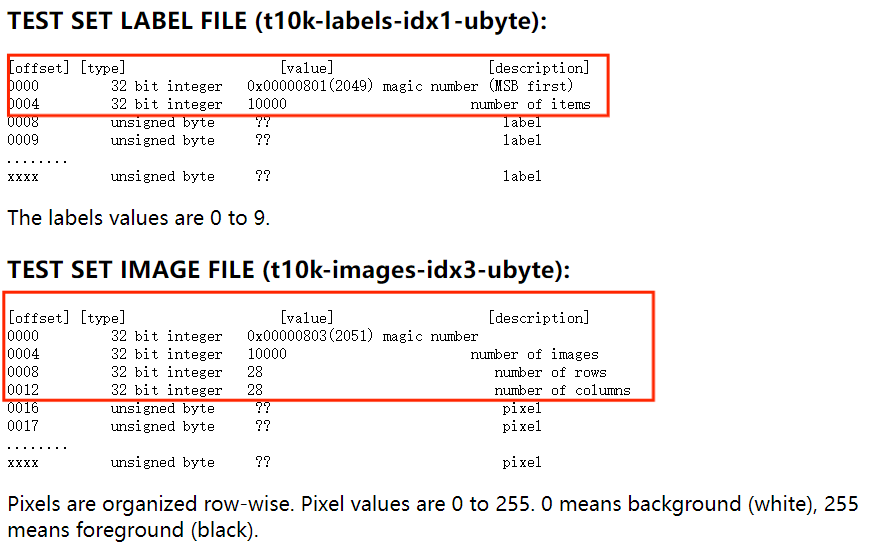 TEST SET LABEL FILE (t10k-labels-idx1-ubyte):
[offset] [type] [value] [description]
0000 32 bit integer 0x00000801(2049) magic number (MSB first)
0004 32 bit integer 10000 number of items
0008 unsigned byte ?? label
0009 unsigned byte ?? label
........
xxxx unsigned byte ?? label
The labels values are 0 to 9.
TEST SET IMAGE FILE (t10k-images-idx3-ubyte):
[offset] [type] [value] [description]
0000 32 bit integer 0x00000803(2051) magic number
0004 32 bit integer 10000 number of images
0008 32 bit integer 28 number of rows
0012 32 bit integer 28 number of columns
0016 unsigned byte ?? pixel
0017 unsigned byte ?? pixel
........
xxxx unsigned byte ?? pixel
Pixels are organized row-wise. Pixel values are 0 to 255. 0 means background (white), 255
means foreground (black).